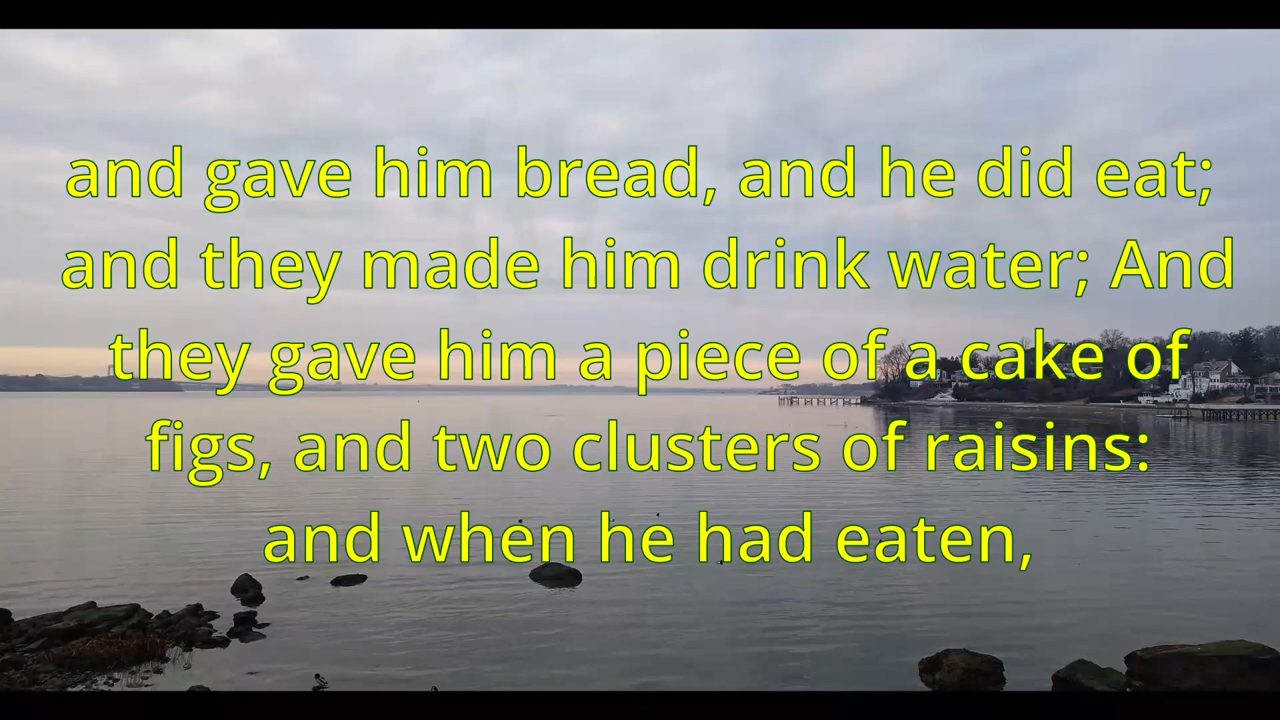 and gave him bread, and he did eat;
and they made him drink water; And
they gave him a piece of a cake of
figs, and two clusters of raisins:
and when he had eaten,